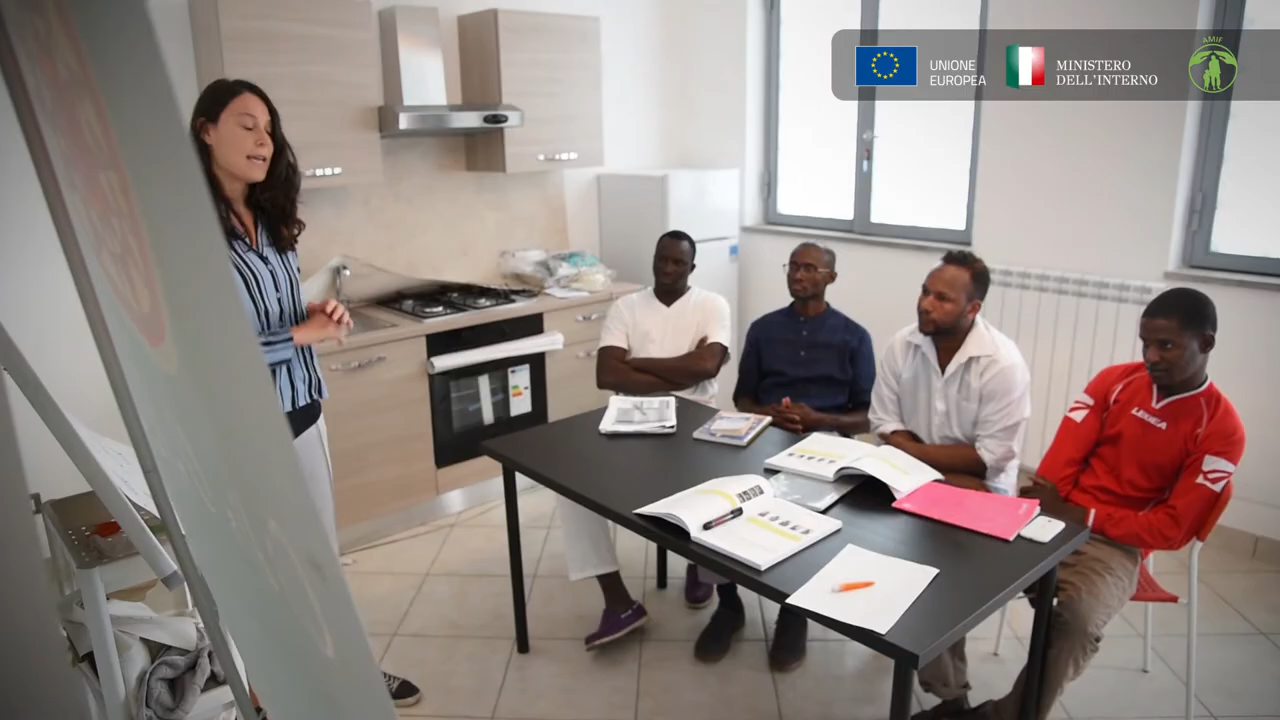 UNIONE
EUROPEA
MINISTERO
DELL'INTERNO
AMIF
LEGEA